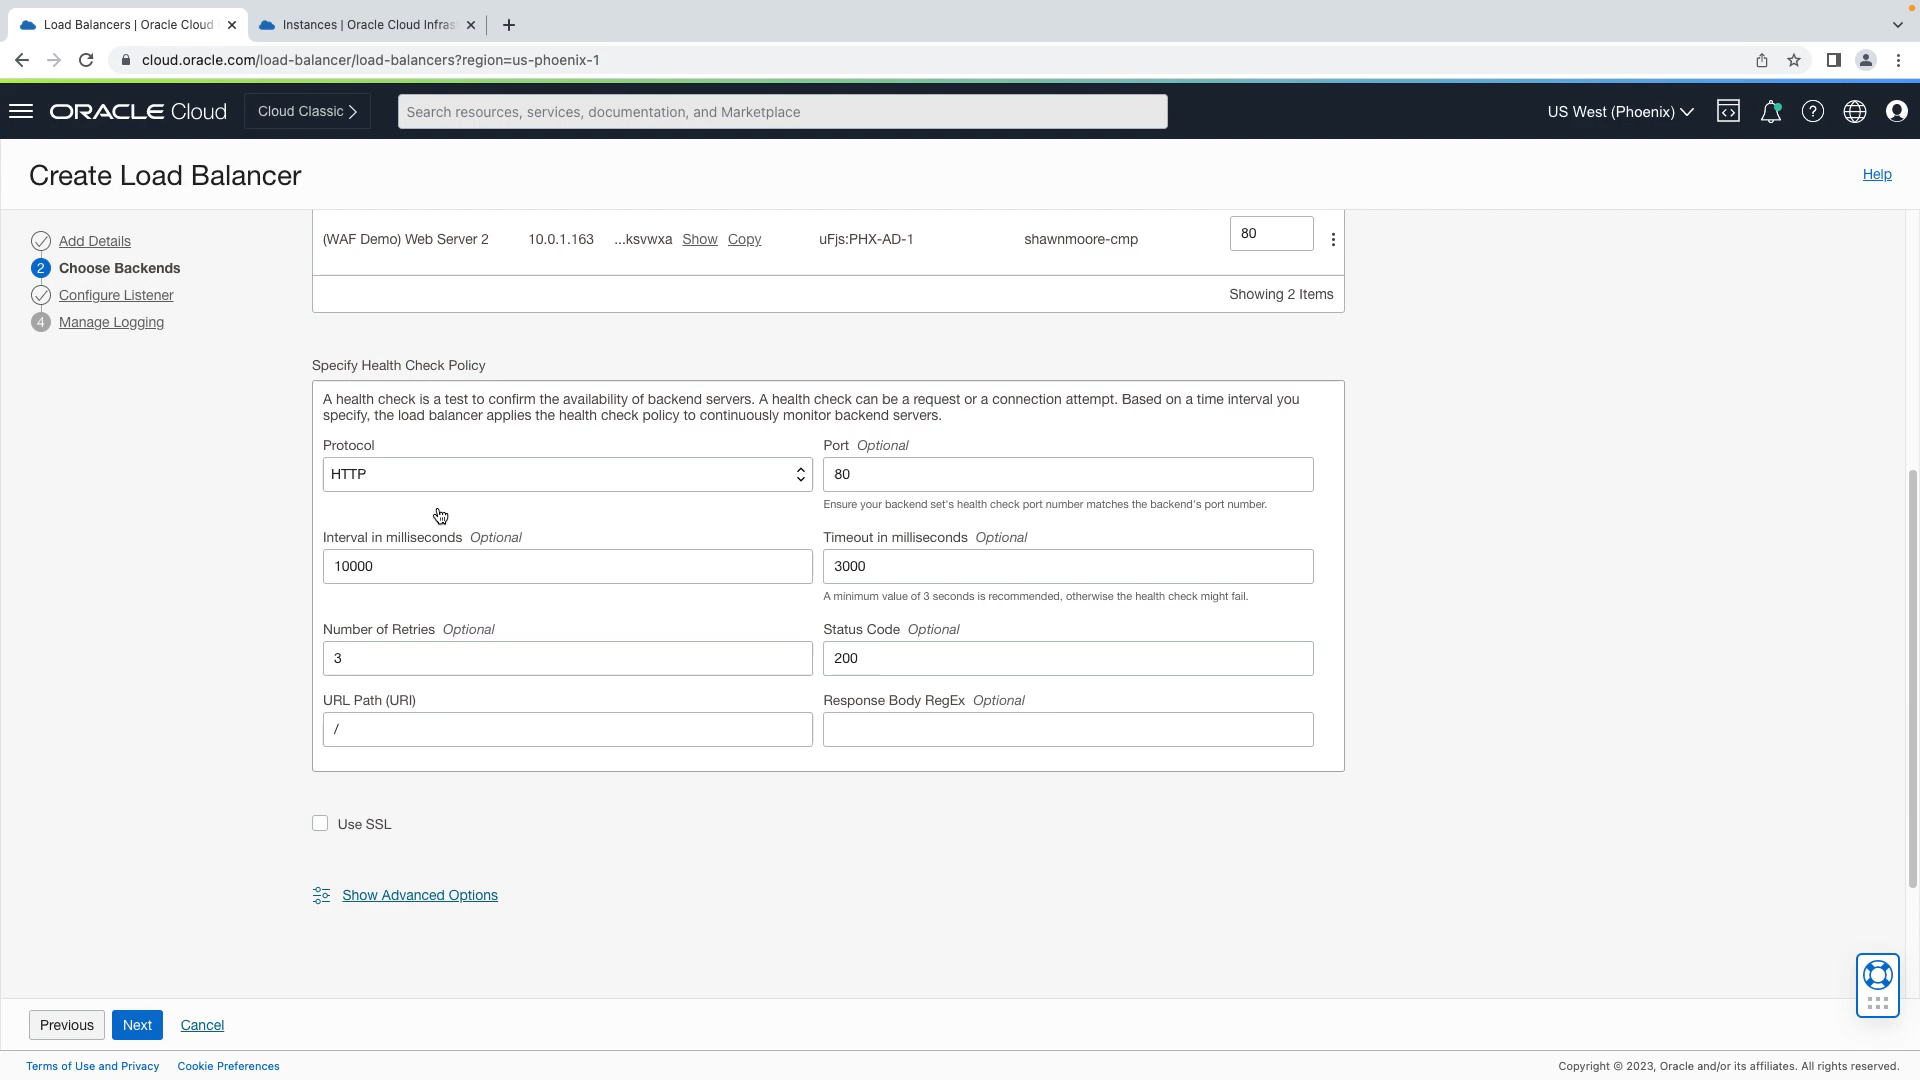 Load Balancers | Oracle Cloud
Instances | Oracle Cloud Infras
cloud.oracle.com/load-balancer/load-balancers?region=us-phoenix-1
ORACLE Cloud
Cloud Classic
Search resources, services, documentation, and Marketplace
US West (Phoenix)
Create Load Balancer
Help
Add Details
2 Choose Backends
Configure Listener
4 Manage Logging
(WAF Demo) Web Server 2 10.0.1.163 ...ksvwxa Show Copy uFjs:PHX-AD-1 shawnmoore-cmp 80
Showing 2 Items
Specify Health Check Policy
A health check is a test to confirm the availability of backend servers. A health check can be a request or a connection attempt. Based on a time interval you
specify, the load balancer applies the health check policy to continuously monitor backend servers.
Protocol
HTTP
Port Optional
80
Ensure your backend set's health check port number matches the backend's port number.
Interval in milliseconds Optional
10000
Timeout in milliseconds Optional
3000
A minimum value of 3 seconds is recommended, otherwise the health check might fail.
Number of Retries Optional
3
Status Code Optional
200
URL Path (URI)
/
Response Body RegEx Optional
Use SSL
Show Advanced Options
Previous
Next
Cancel
Terms of Use and Privacy
Cookie Preferences
Copyright © 2023, Oracle and/or its affiliates. All rights reserved.